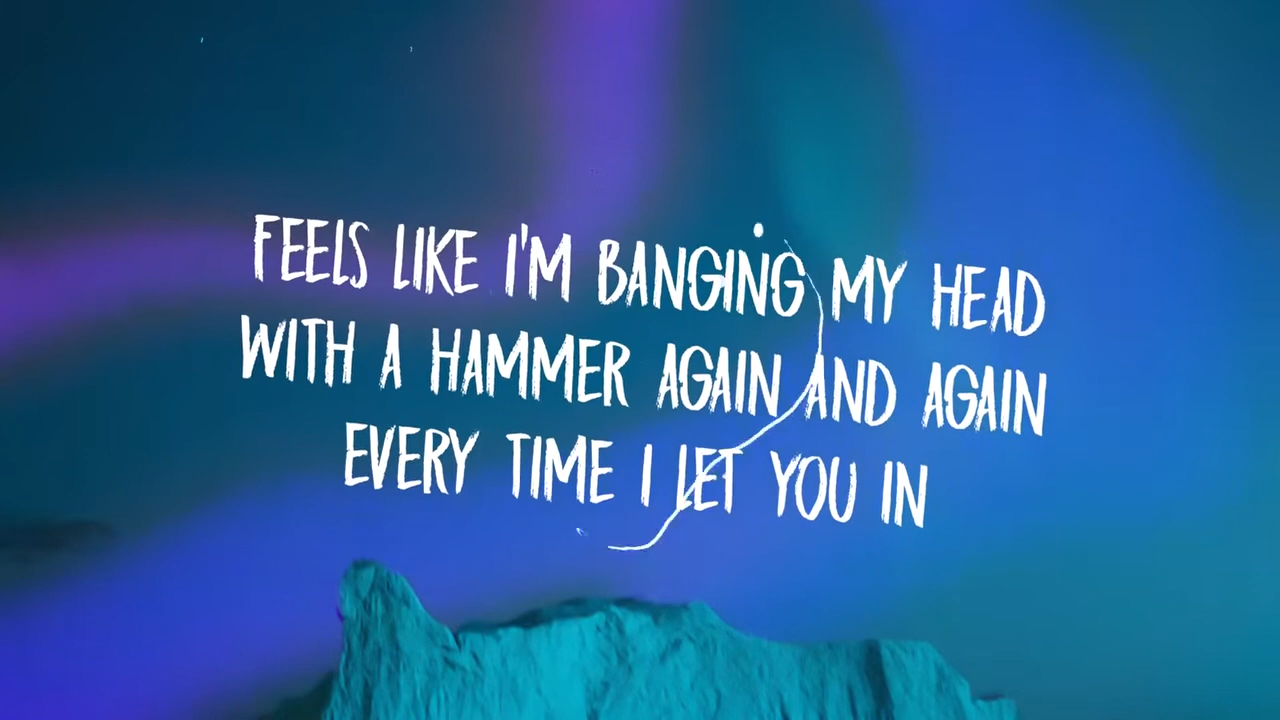 FEELS LIKE I'M BANGING MY HEAD
WITH A HAMMER AGAIN AND AGAIN
EVERY TIME I LET YOU IN